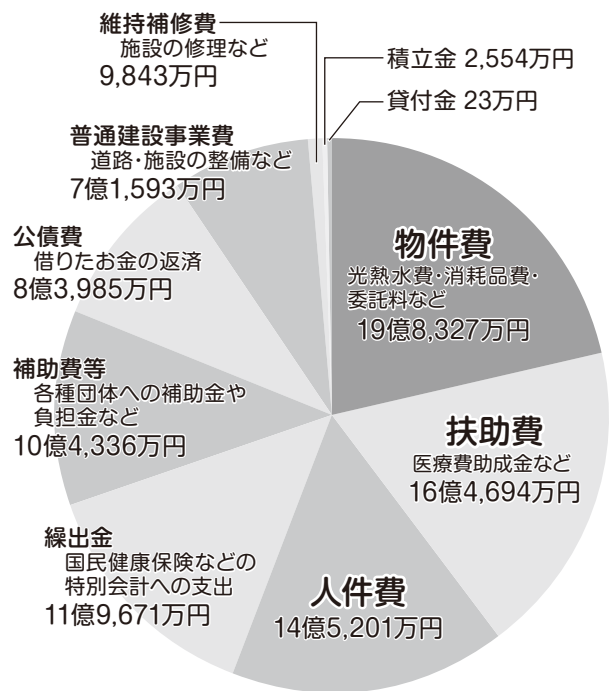 維持補修費
施設の修理など
9,843万円
積立金 2,554万円
貸付金 23万円
普通建設事業費
道路・施設の整備など
7億1,593万円
物件費
光熱水費・消耗品費・
委託料など
19億8,327万円
公債費
借りたお金の返済
8億3,985万円
補助費等
各種団体への補助金や
負担金など
10億4,336万円
扶助費
医療費助成金など
16億4,694万円
繰出金
国民健康保険などの
特別会計への支出
11億9,671万円
人件費
14億5,201万円